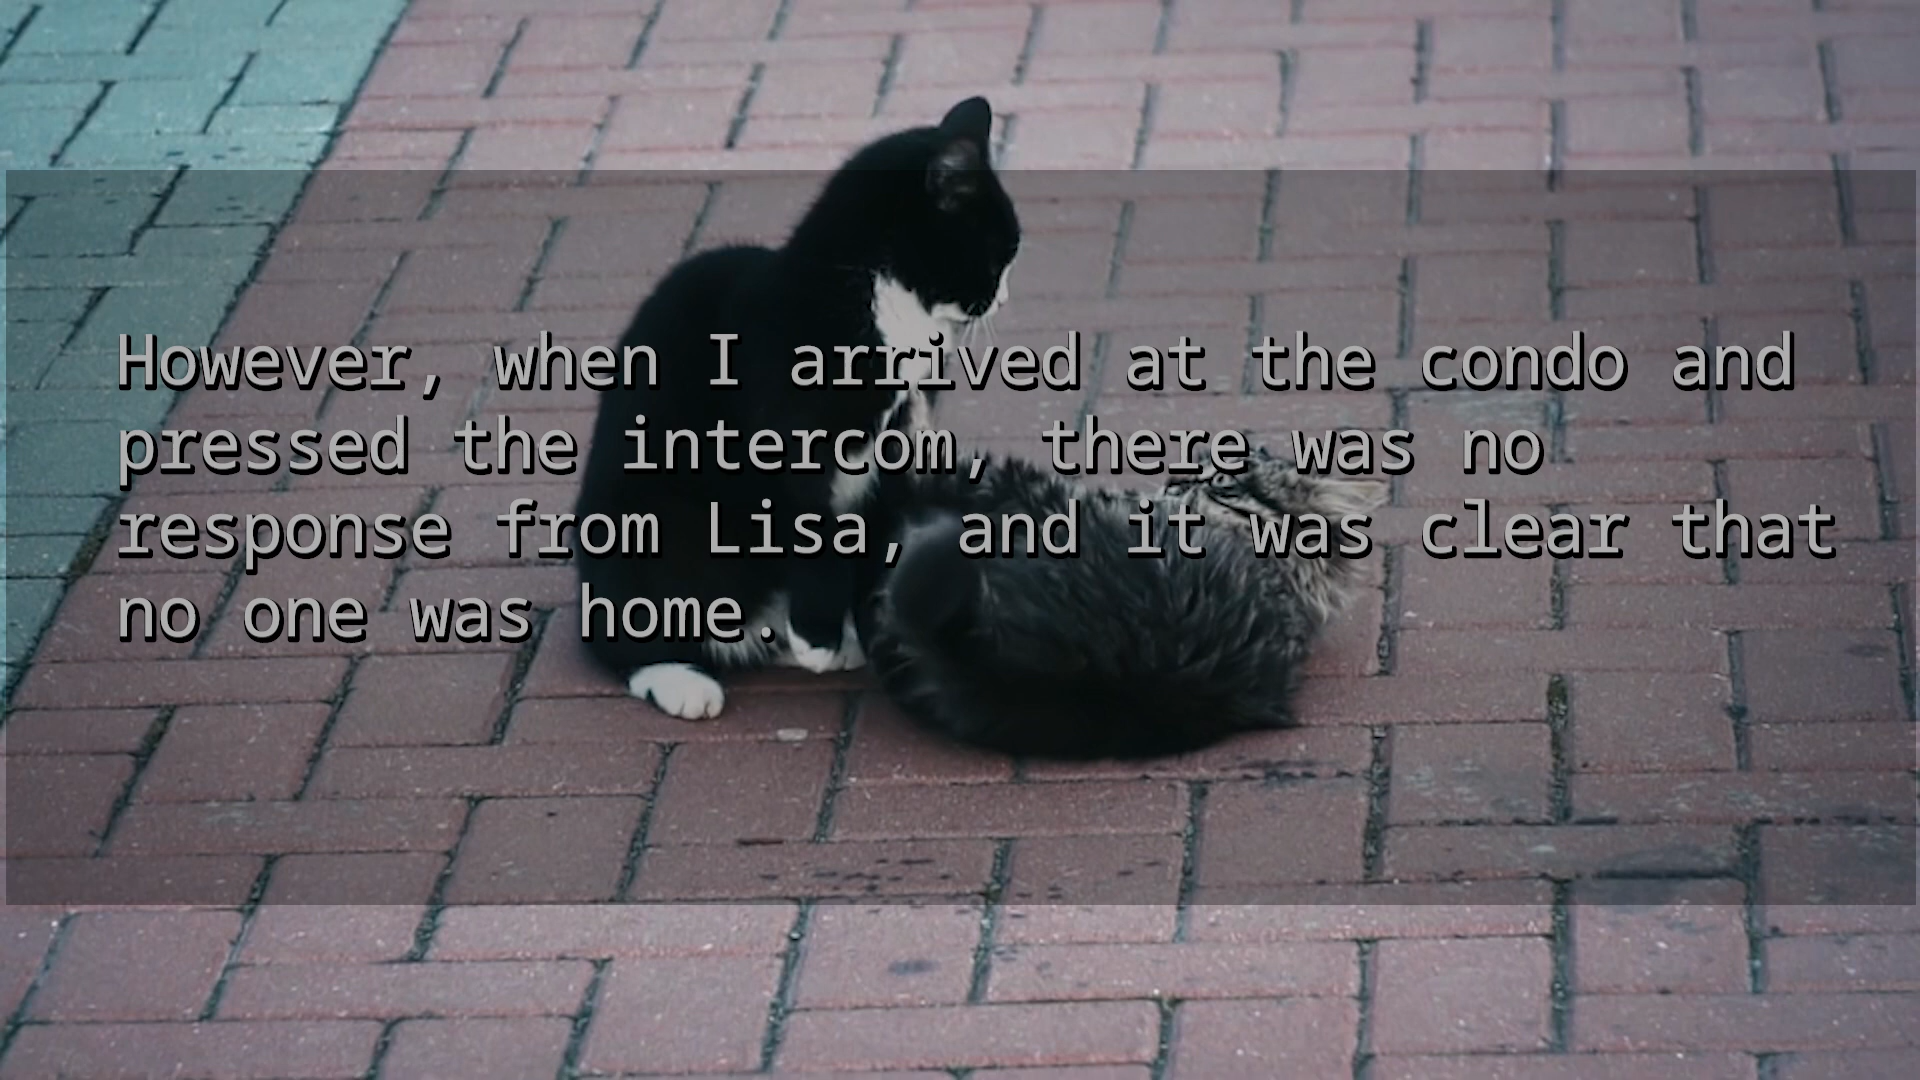 However, when I arrived at the condo and
pressed the intercom, there was no
response from Lisa, and it was clear that
no one was home.